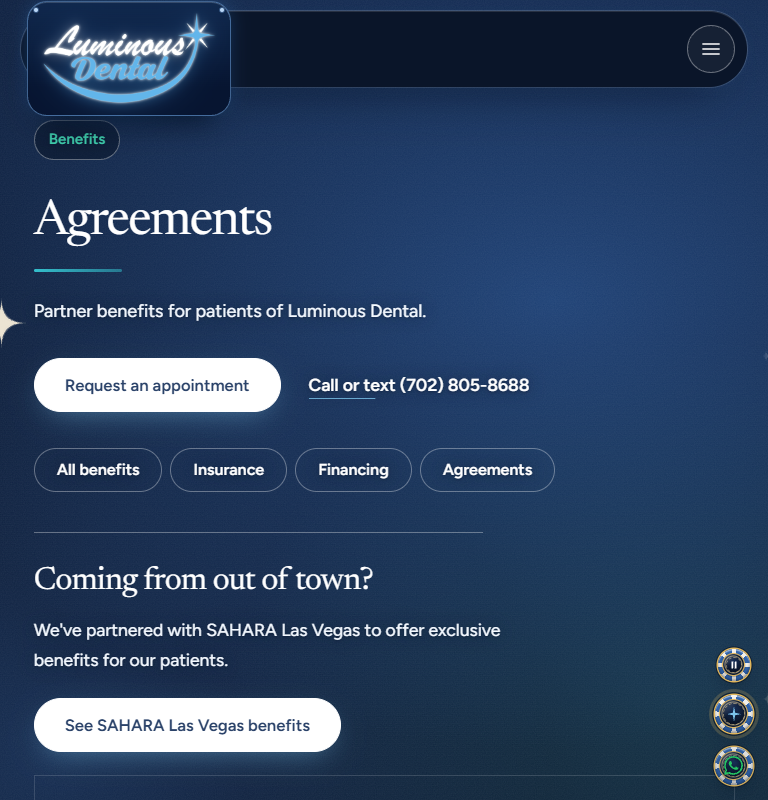 Luminous
Dental
Benefits
Agreements
Partner benefits for patients of Luminous Dental.
Request an appointment
Call or text (702) 805-8688
All benefits
Insurance
Financing
Agreements
Coming from out of town?
We've partnered with SAHARA Las Vegas to offer exclusive
benefits for our patients.
See SAHARA Las Vegas benefits